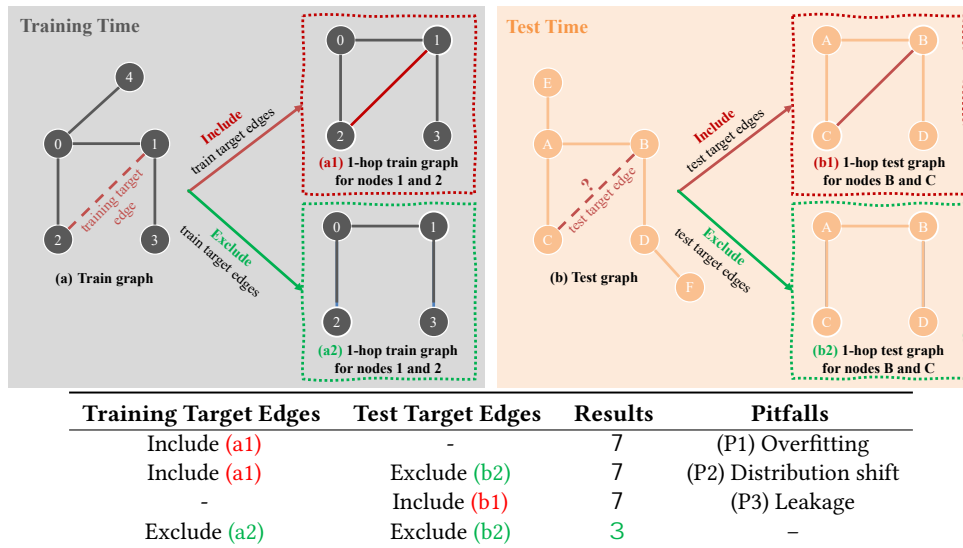 Training Time
4
0
1
2
3
training target
edge
(a) Train graph
Include
train target edges
Exclude
train target edges
0
1
2
3
(a1) 1-hop train graph
for nodes 1 and 2
0
1
2
3
(a2) 1-hop train graph
for nodes 1 and 2
Test Time
E
A
B
C
D
F
?
test target edge
(b) Test graph
Include
test target edges
Exclude
test target edges
A
B
C
D
(b1) 1-hop test graph
for nodes B and C
A
B
C
D
(b2) 1-hop test graph
for nodes B and C
Training Target Edges Test Target Edges Results Pitfalls
Include (a1) - 7 (P1) Overfitting
Include (a1) Exclude (b2) 7 (P2) Distribution shift
- Include (b1) 7 (P3) Leakage
Exclude (a2) Exclude (b2) 3 –